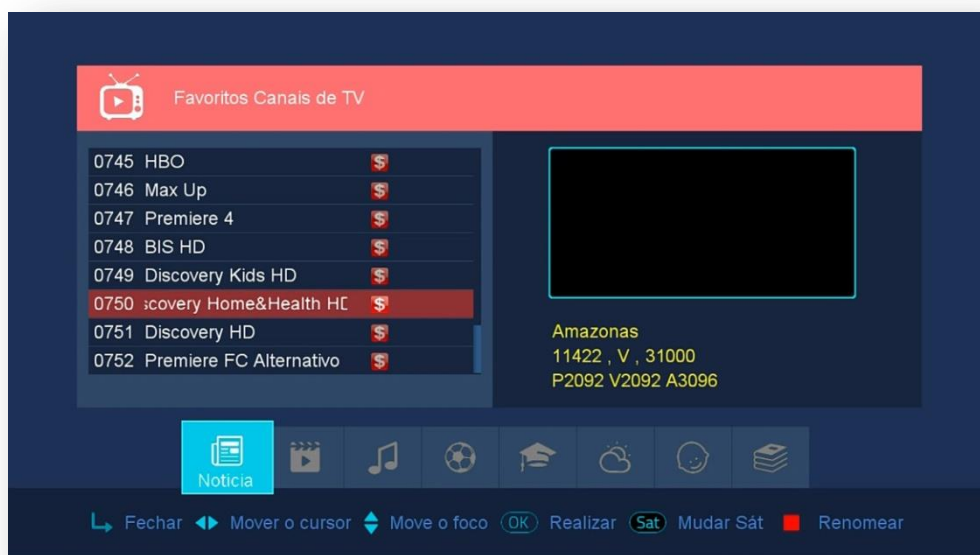 Favoritos Canais de TV
0745 HBO $
0746 Max Up $
0747 Premiere 4 $
0748 BIS HD $
0749 Discovery Kids HD $
0750 scovery Home&Health HD $
0751 Discovery HD $
0752 Premiere FC Alternativo $
Amazonas
11422 , V , 31000
P2092 V2092 A3096
Noticia
Fechar Mover o cursor Move o foco OK Realizar Sat Mudar Sát Renomear